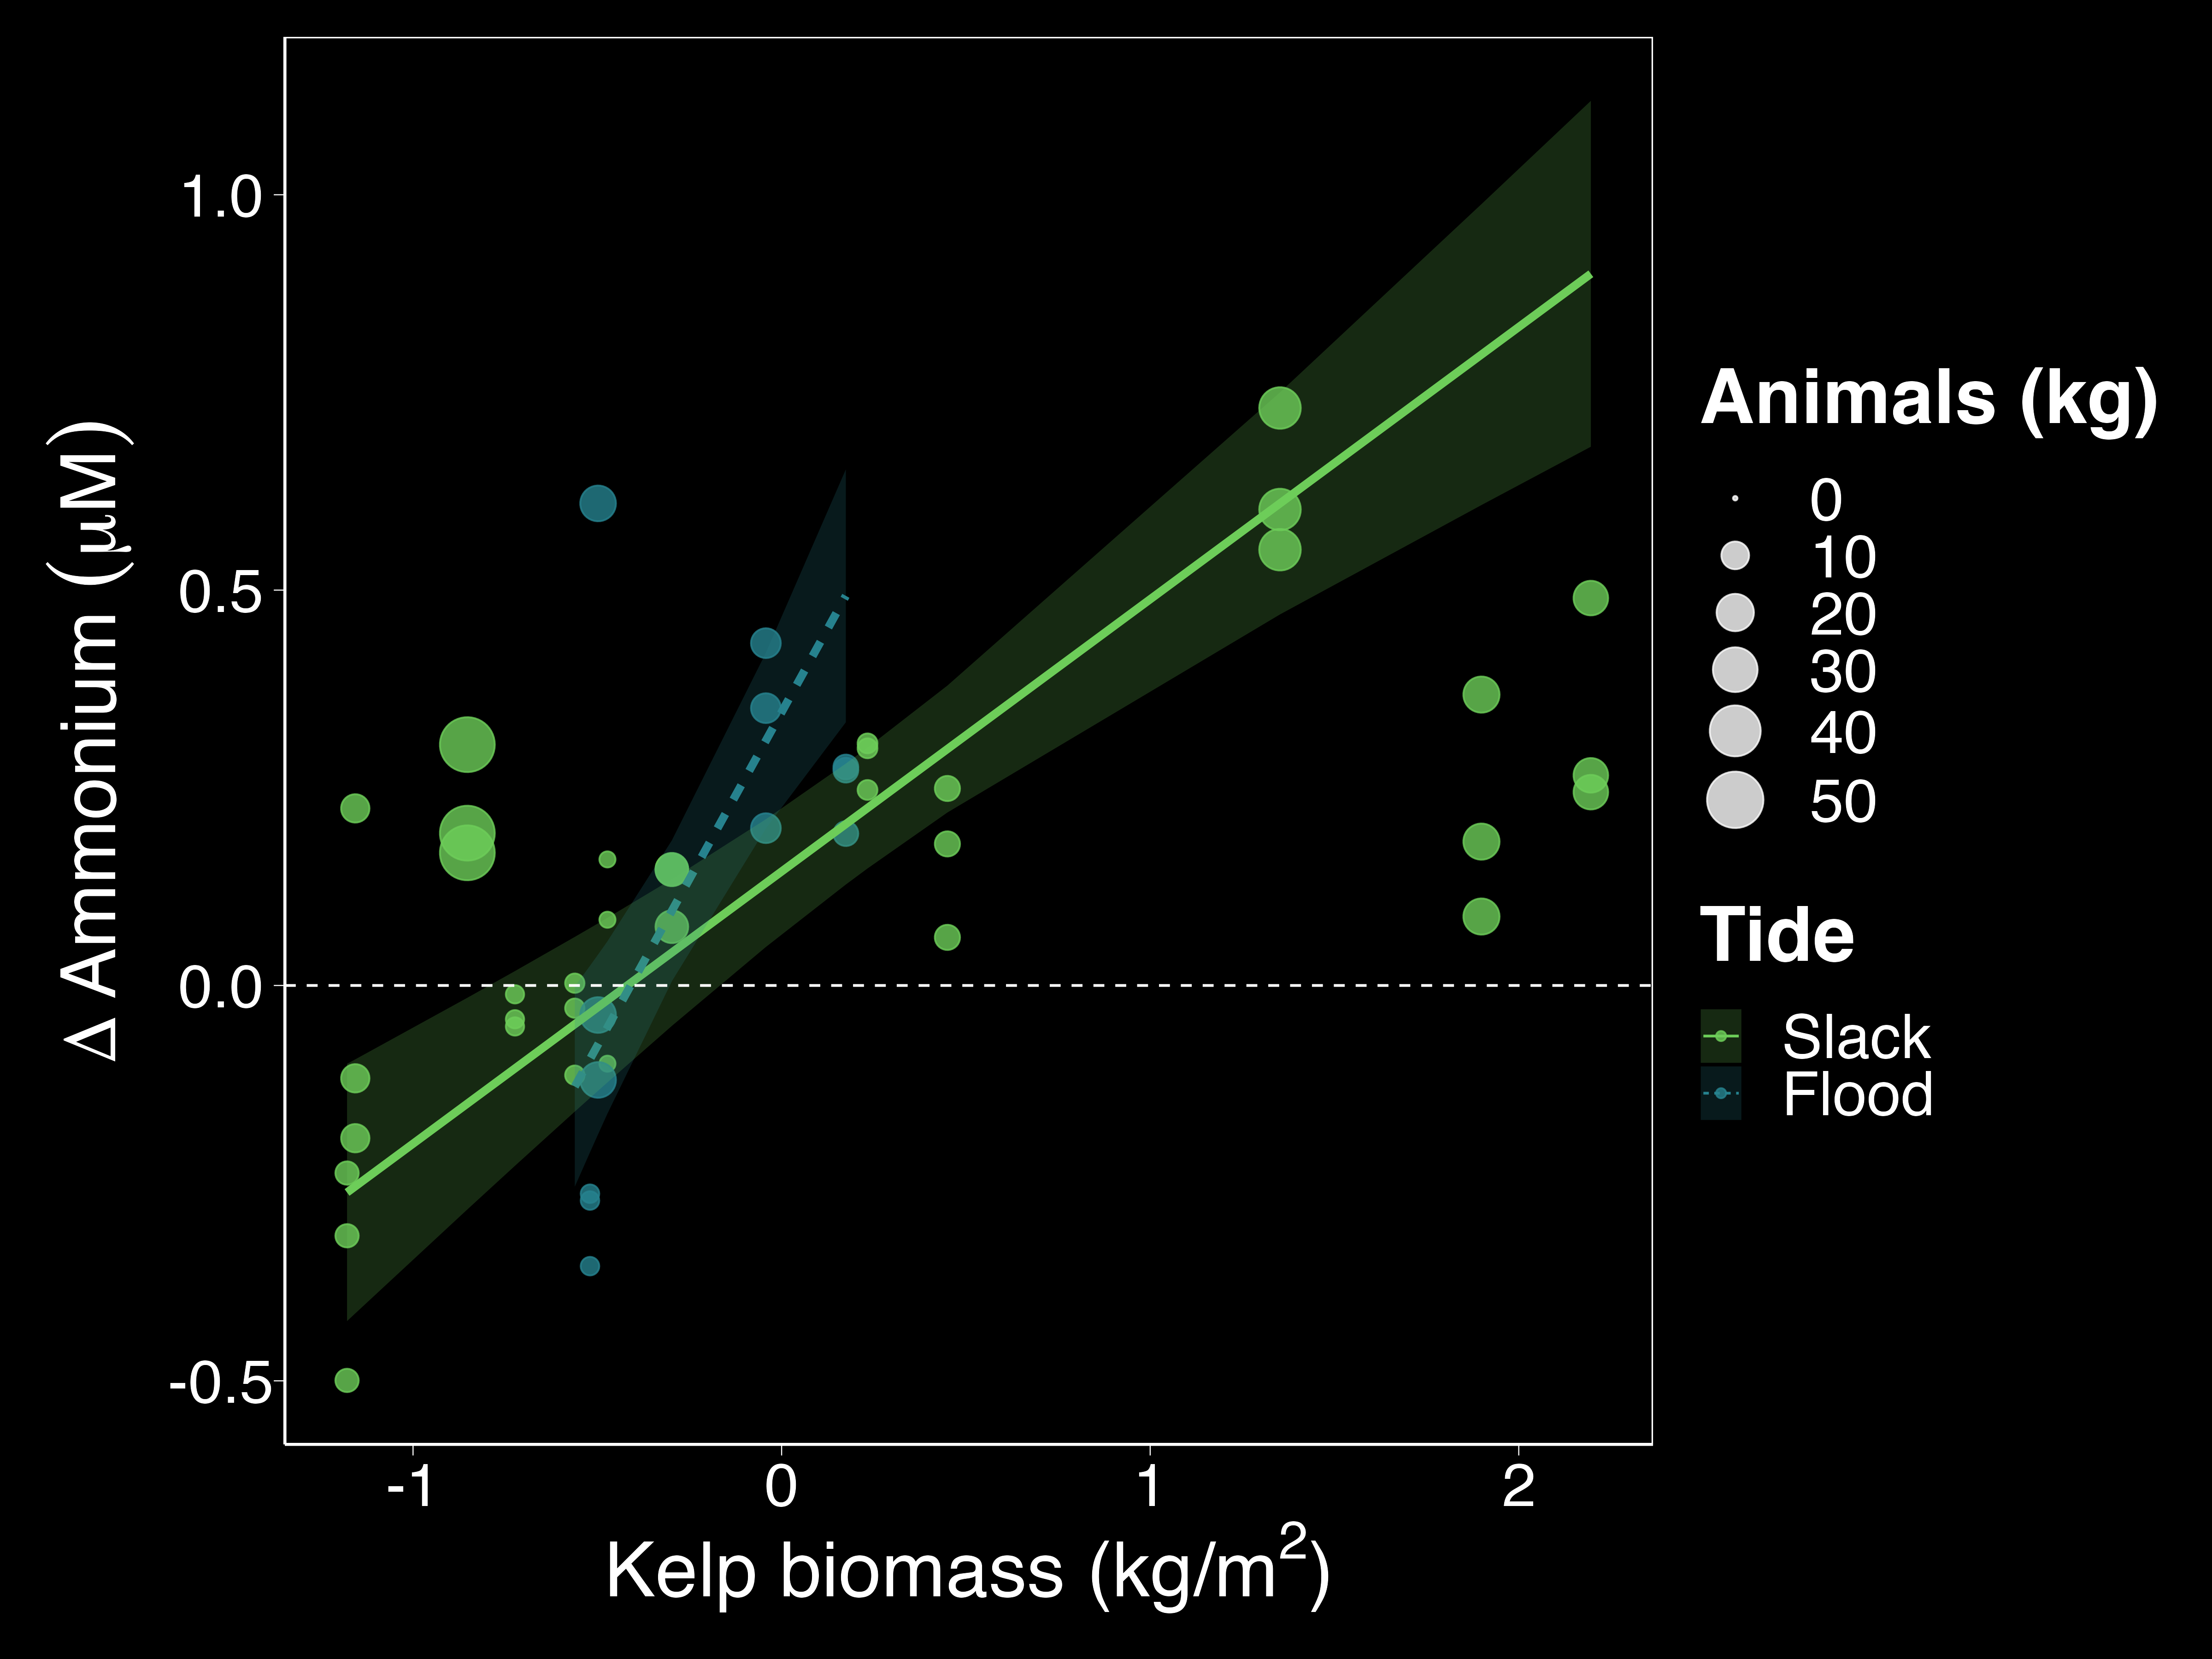 Δ Ammonium (μM)
1.0
0.5
0.0
-0.5
-1
0
1
2
Kelp biomass (kg/m²)
Animals (kg)
0
10
20
30
40
50
Tide
Slack
Flood